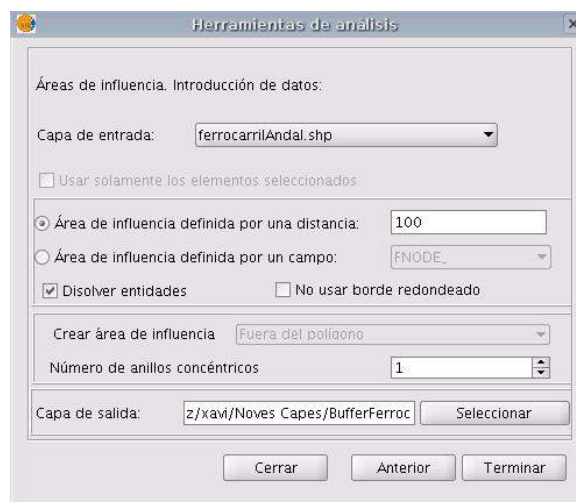 Herramientas de análisis
Áreas de influencia. Introducción de datos:
Capa de entrada: ferrocarrilAndal.shp
Usar solamente los elementos seleccionados
Área de influencia definida por una distancia: 100
Área de influencia definida por un campo: FNODE_
Disolver entidades No usar borde redondeado
Crear área de influencia Fuera del polígono
Número de anillos concéntricos 1
Capa de salida: z/xavi/Noves Capes/BufferFerroc Seleccionar
Cerrar Anterior Terminar